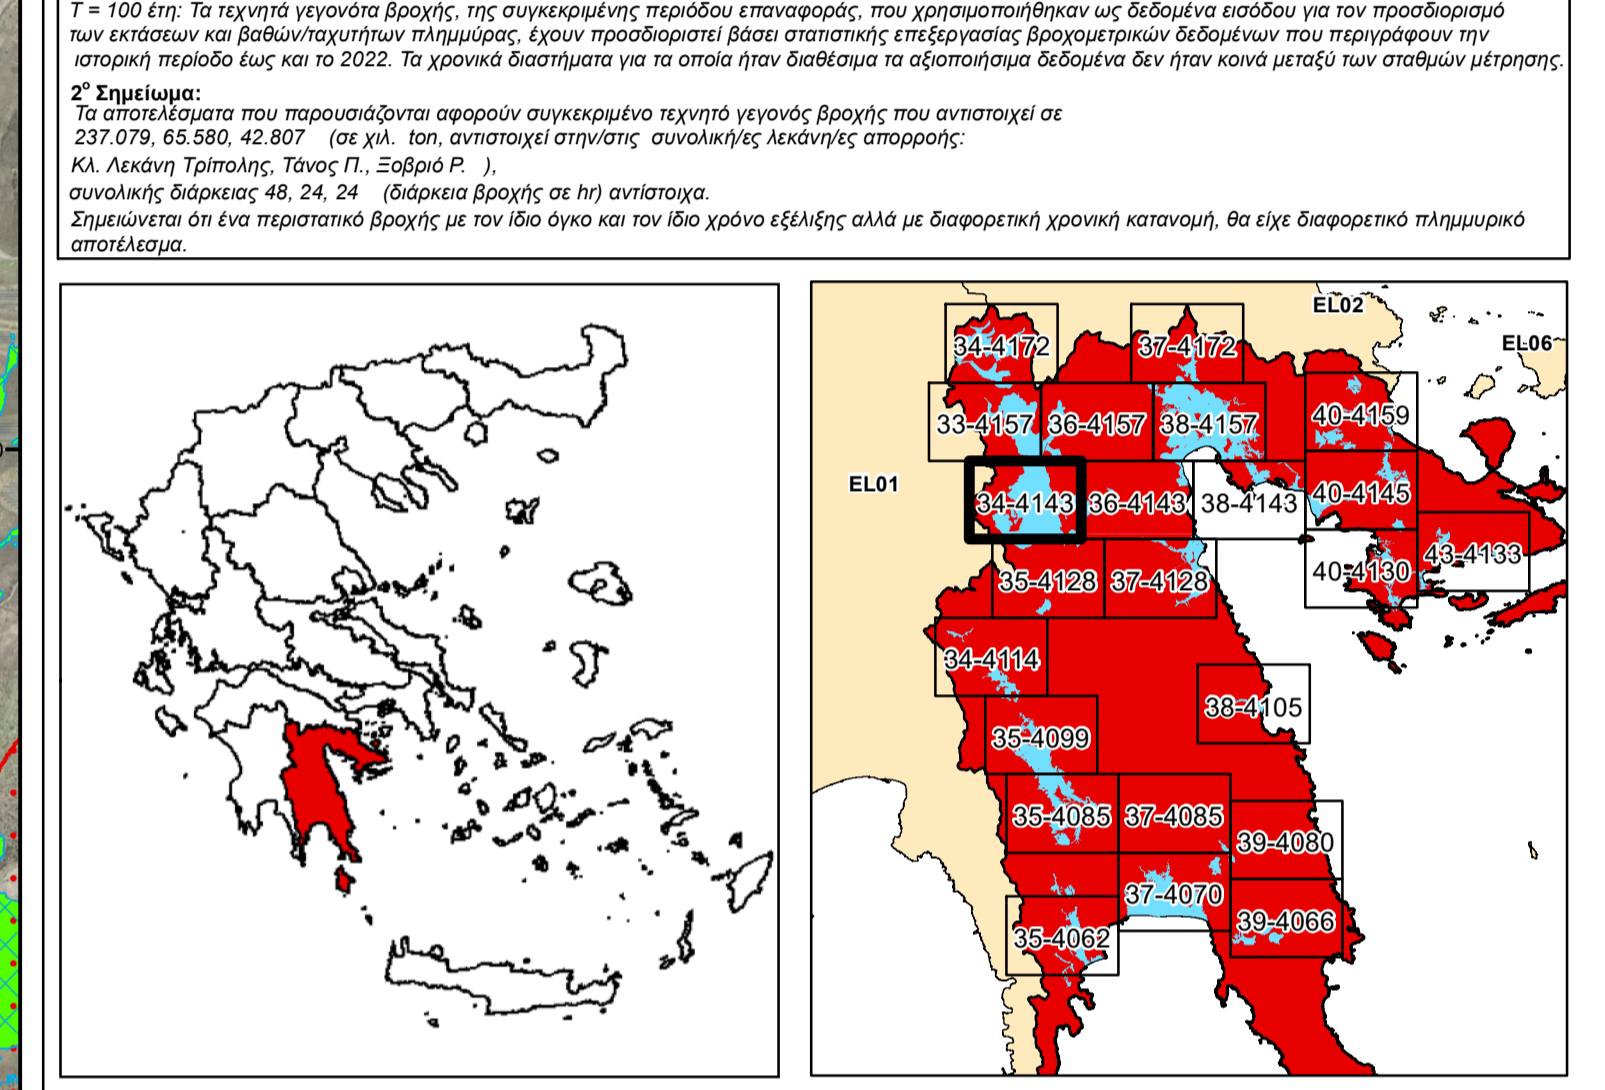 T = 100 έτη: Τα τεχνητά γεγονότα βροχής, της συγκεκριμένης περιόδου επαναφοράς, που χρησιμοποιήθηκαν ως δεδομένα εισόδου για τον προσδιορισμό
των εκτάσεων και βαθών/ταχυτήτων πλημμύρας, έχουν προσδιοριστεί βάσει στατιστικής επεξεργασίας βροχομετρικών δεδομένων που περιγράφουν την
ιστορική περίοδο έως και το 2022. Τα χρονικά διαστήματα για τα οποία ήταν διαθέσιμα τα αξιοποιήσιμα δεδομένα δεν ήταν κοινά μεταξύ των σταθμών μέτρησης.
2ο Σημείωμα:
Τα αποτελέσματα που παρουσιάζονται αφορούν συγκεκριμένο τεχνητό γεγονός βροχής που αντιστοιχεί σε
237.079, 65.580, 42.807 (σε χιλ. ton, αντιστοιχεί στην/στις συνολική/ες λεκάνη/ες απορροής:
Κλ. Λεκάνη Τρίπολης, Τάνος Π., Ξοβριό Ρ. ),
συνολικής διάρκειας 48, 24, 24 (διάρκεια βροχής σε hr) αντίστοιχα.
Σημειώνεται ότι ένα περιστατικό βροχής με τον ίδιο όγκο και τον ίδιο χρόνο εξέλιξης αλλά με διαφορετική χρονική κατανομή, θα είχε διαφορετικό πλημμυρικό
αποτέλεσμα.
EL02
EL06
34-4172
37-4172
33-4157
36-4157
38-4157
40-4159
EL01
34-4143
36-4143
38-4143
40-4145
35-4128
37-4128
40-4130
43-4133
34-4114
38-4105
35-4099
35-4085
37-4085
39-4080
37-4070
39-4066
35-4062